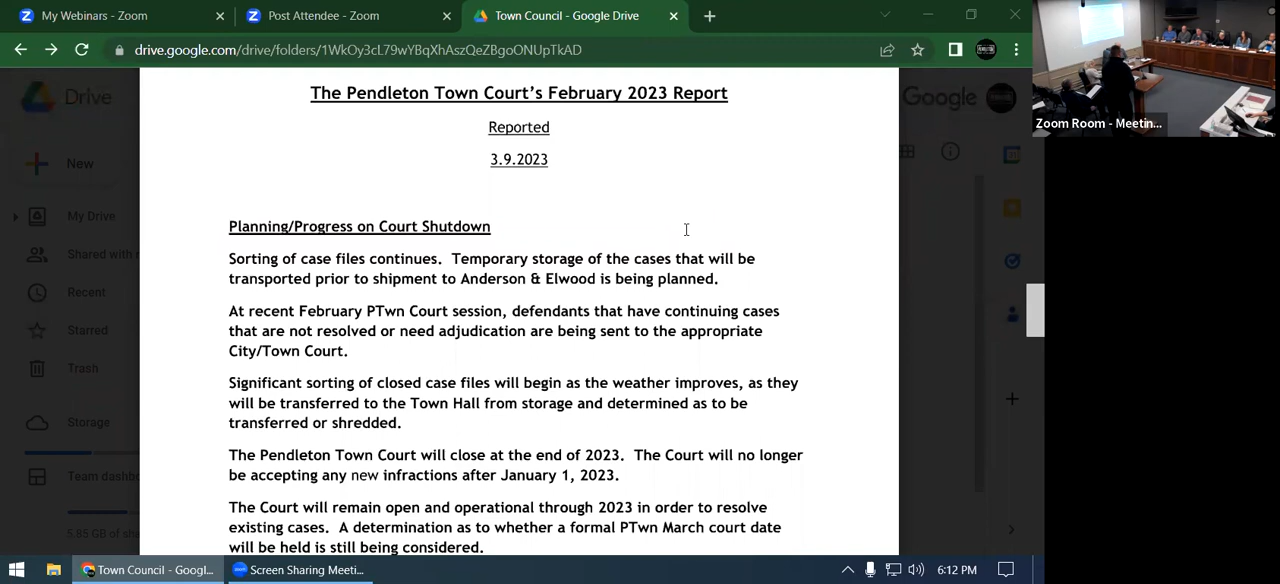 My Webinars - Zoom
Post Attendee - Zoom
Town Council - Google Drive
drive.google.com/drive/folders/1WkOy3cL79wYBqXhAszQeZBgoONUpTkAD
Drive
Google
New
My Drive
Shared with
Recent
Starred
Trash
Storage
Team dashbo
5.85 GB of
Zoom Room - Meetin...
The Pendleton Town Court's February 2023 Report
Reported
3.9.2023
Planning/Progress on Court Shutdown
Sorting of case files continues. Temporary storage of the cases that will be
transported prior to shipment to Anderson & Elwood is being planned.
At recent February PTwn Court session, defendants that have continuing cases
that are not resolved or need adjudication are being sent to the appropriate
City/Town Court.
Significant sorting of closed case files will begin as the weather improves, as they
will be transferred to the Town Hall from storage and determined as to be
transferred or shredded.
The Pendleton Town Court will close at the end of 2023. The Court will no longer
be accepting any new infractions after January 1, 2023.
The Court will remain open and operational through 2023 in order to resolve
existing cases. A determination as to whether a formal PTwn March court date
will be held is still being considered.
Town Council - Googl...
Screen Sharing Meeti...
6:12 PM